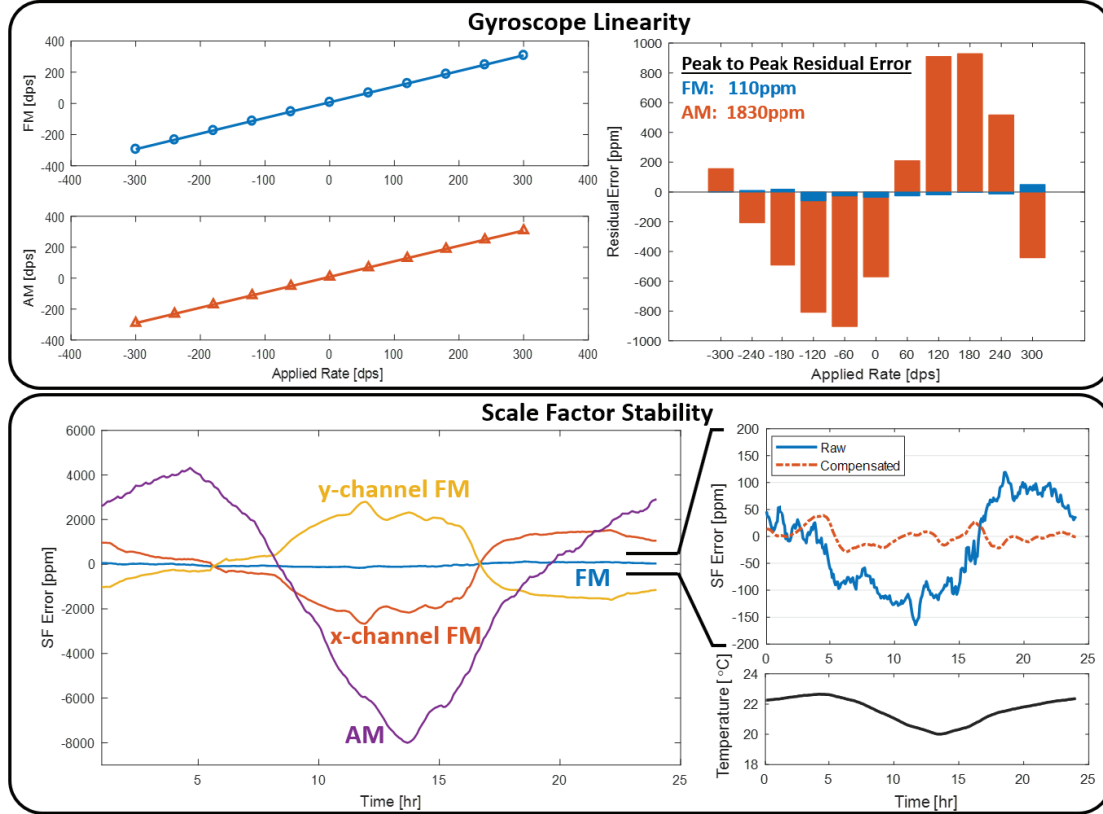 Gyroscope Linearity
FM [dps]
400
200
0
-200
-400
-400 -300 -200 -100 0 100 200 300 400
AM [dps]
400
200
0
-200
-400
-400 -300 -200 -100 0 100 200 300 400
Applied Rate [dps]
Residual Error [ppm]
1000
800
600
400
200
0
-200
-400
-600
-800
-1000
Peak to Peak Residual Error
FM: 110ppm
AM: 1830ppm
-300 -240 -180 -120 -60 0 60 120 180 240 300
Applied Rate [dps]
Scale Factor Stability
SF Error [ppm]
6000
4000
2000
0
-2000
-4000
-6000
-8000
y-channel FM
FM
x-channel FM
AM
5 10 15 20 25
Time [hr]
SF Error [ppm]
200
150
100
50
0
-50
-100
-150
-200
Raw
Compensated
0 5 10 15 20 25
Temperature [ °C]
24
22
20
18
0 5 10 15 20 25
Time [hr]